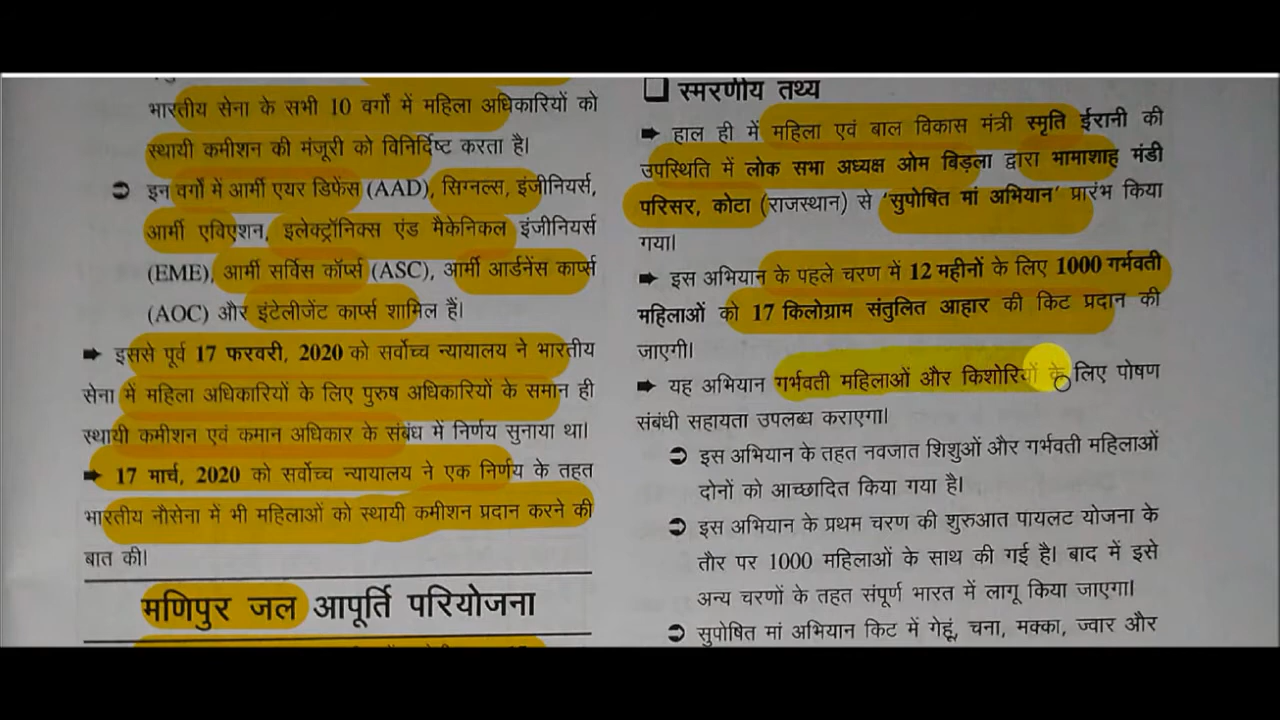 भारतीय सेना के सभी 10 वर्गों में महिला अधिकारियों को
स्थायी कमीशन की मंजूरी को विनिर्दिष्ट करता है।
➲ इन वर्गों में आर्मी एयर डिफेंस (AAD), सिग्नल्स, इंजीनियर्स,
आर्मी एविएशन, इलेक्ट्रॉनिक्स एंड मैकेनिकल इंजीनियर्स
(EME), आर्मी सर्विस कॉर्प्स (ASC), आर्मी आर्डनेंस कार्प्स
(AOC) और इंटेलीजेंट कार्प्स शामिल हैं।
➨ इससे पूर्व 17 फरवरी, 2020 को सर्वोच्च न्यायालय ने भारतीय
सेना में महिला अधिकारियों के लिए पुरुष अधिकारियों के समान ही
स्थायी कमीशन एवं कमान अधिकार के संबंध में निर्णय सुनाया था।
➨ 17 मार्च, 2020 को सर्वोच्च न्यायालय ने एक निर्णय के तहत
भारतीय नौसेना में भी महिलाओं को स्थायी कमीशन प्रदान करने की
बात की।
मणिपुर जल आपूर्ति परियोजना
❑ स्मरणीय तथ्य
➨ हाल ही में महिला एवं बाल विकास मंत्री स्मृति ईरानी की
उपस्थिति में लोक सभा अध्यक्ष ओम बिड़ला द्वारा भामाशाह मंडी
परिसर, कोटा (राजस्थान) से ‘सुपोषित मां अभियान’ प्रारंभ किया
गया।
➨ इस अभियान के पहले चरण में 12 महीनों के लिए 1000 गर्भवती
महिलाओं को 17 किलोग्राम संतुलित आहार की किट प्रदान की
जाएगी।
➨ यह अभियान गर्भवती महिलाओं और किशोरियों के लिए पोषण
संबंधी सहायता उपलब्ध कराएगा।
➲ इस अभियान के तहत नवजात शिशुओं और गर्भवती महिलाओं
दोनों को आच्छादित किया गया है।
➲ इस अभियान के प्रथम चरण की शुरुआत पायलट योजना के
तौर पर 1000 महिलाओं के साथ की गई है। बाद में इसे
अन्य चरणों के तहत संपूर्ण भारत में लागू किया जाएगा।
➲ सुपोषित मां अभियान किट में गेहूं, चना, मक्का, ज्वार और